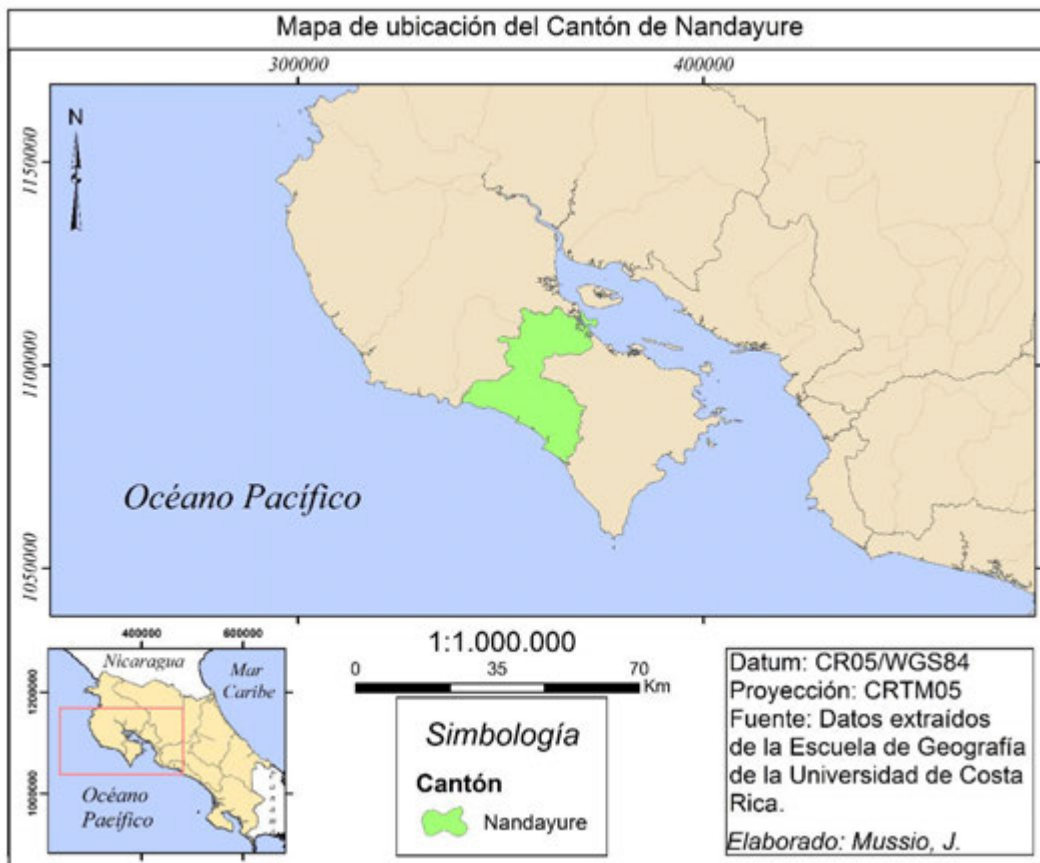 Mapa de ubicación del Cantón de Nandayure
300000
400000
N
1150000
1100000
1050000
Océano Pacífico
1:1.000.000
0
35
70
Km
400000
600000
Nicaragua
Mar
Caribe
1200000
1000000
Océano
Pacífico
Simbología
Cantón
Nandayure
Datum: CR05/WGS84
Proyección: CRTM05
Fuente: Datos extraídos
de la Escuela de Geografía
de la Universidad de Costa
Rica.
Elaborado: Mussio, J.